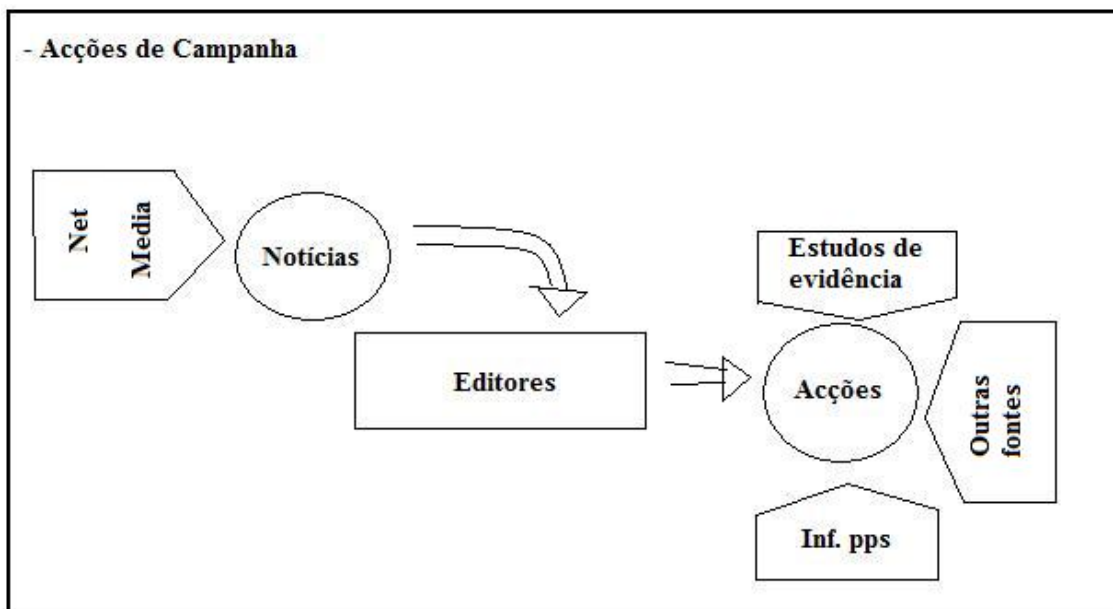 - Acções de Campanha
Net
Media
Notícias
Editores
Estudos de
evidência
Acções
Outras
fontes
Inf. pps